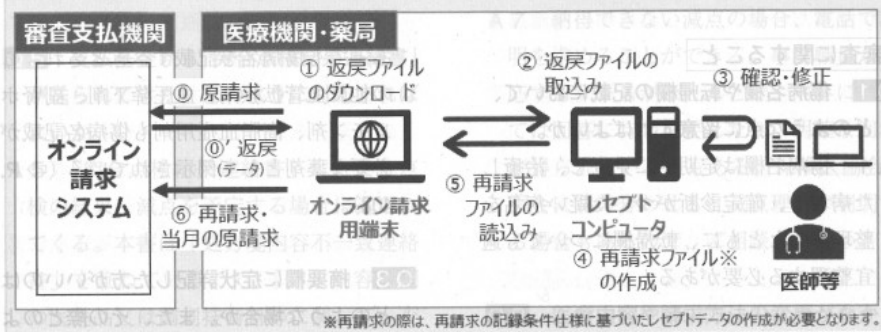 審査支払機関
医療機関・薬局
オンライン
請求
システム
⓪ 原請求
⓪’ 返戻
(データ)
⑥ 再請求・
当月の原請求
① 返戻ファイル
のダウンロード
オンライン請求
用端末
② 返戻ファイルの
取込み
⑤ 再請求
ファイルの
読込み
レセプト
コンピュータ
④ 再請求ファイル※
の作成
③ 確認・修正
医師等
※再請求の際は、再請求の記録条件仕様に基づいたレセプトデータの作成が必要となります。